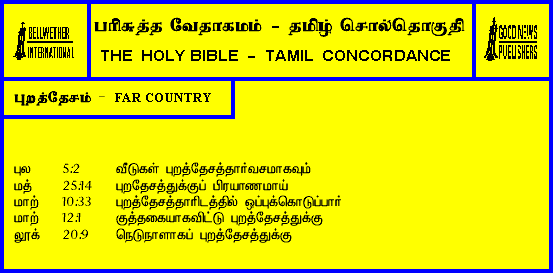 BELLWETHER
INTERNATIONAL
பரிசுத்த வேதாகமம் - தமிழ் சொல்தொகுதி
THE HOLY BIBLE - TAMIL CONCORDANCE
GOOD NEWS
PUBLISHERS
புறத்தேசம் - FAR COUNTRY
புல 5:2 வீடுகள் புறத்தேசத்தார்வசமாகவும்
மத் 25:14 புறதேசத்துக்குப் பிரயாணமாய்
மாற் 10:33 புறத்தேசத்தாரிடத்தில் ஒப்புக்கொடுப்பார்
மாற் 12:1 குத்தகையாகவிட்டு புறத்தேசத்துக்கு
லூக் 20:9 நெடுநாளாகப் புறத்தேசத்துக்கு